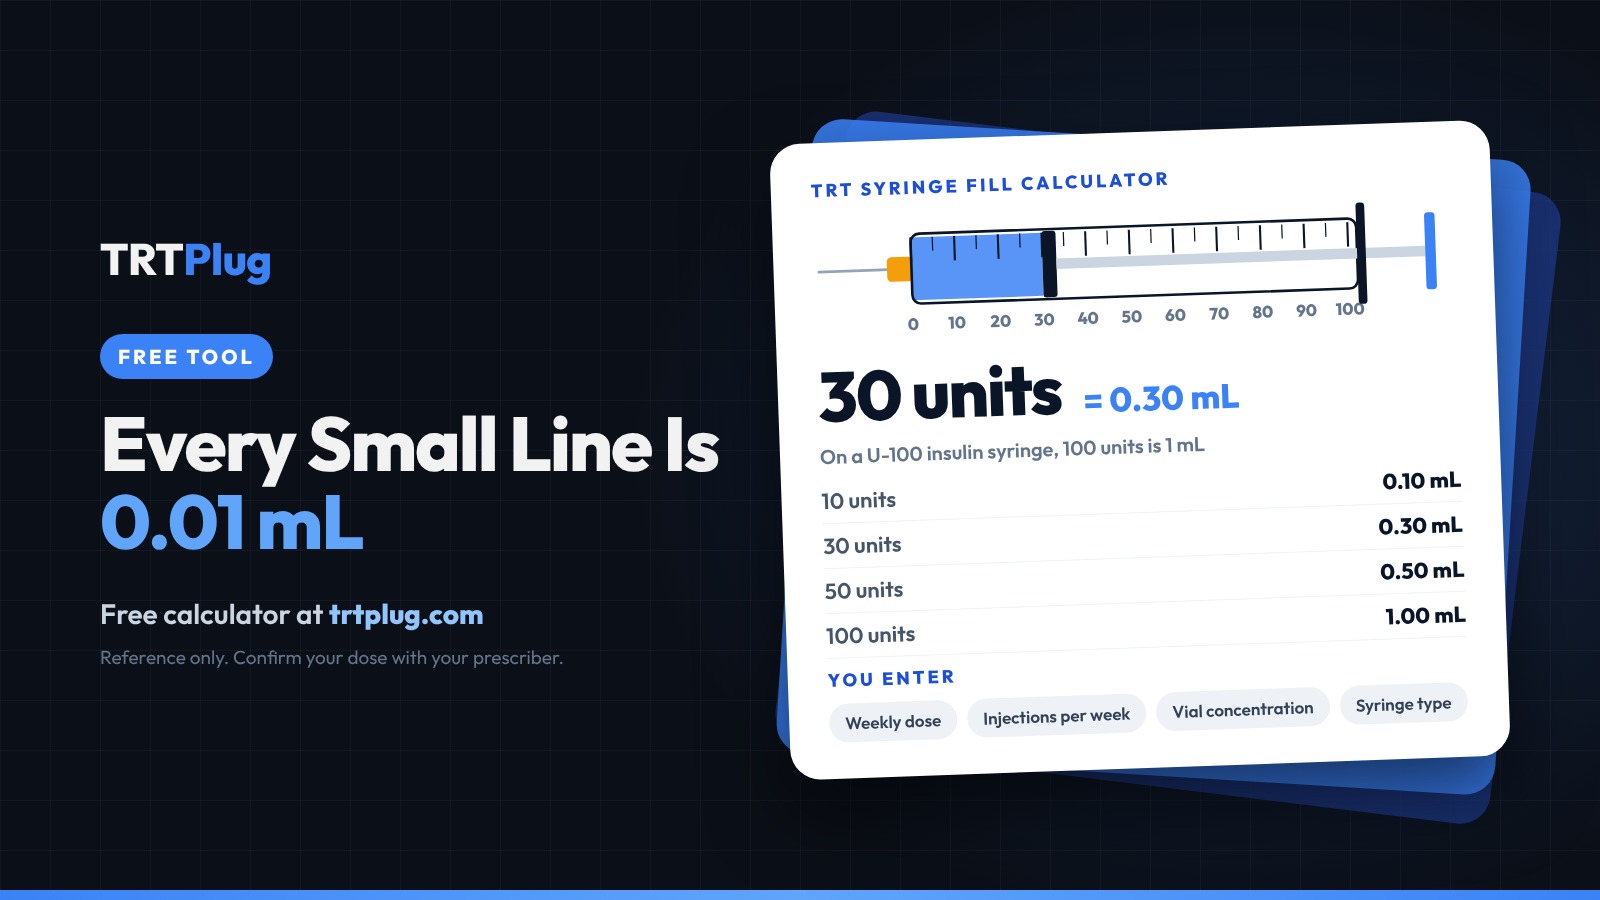 TRTPlug
FREE TOOL
Every Small Line Is
0.01 mL
Free calculator at trtplug.com
Reference only. Confirm your dose with your prescriber.
TRT SYRINGE FILL CALCULATOR
0 10 20 30 40 50 60 70 80 90 100
30 units = 0.30 mL
On a U-100 insulin syringe, 100 units is 1 mL
10 units 0.10 mL
30 units 0.30 mL
50 units 0.50 mL
100 units 1.00 mL
YOU ENTER
Weekly dose Injections per week Vial concentration Syringe type